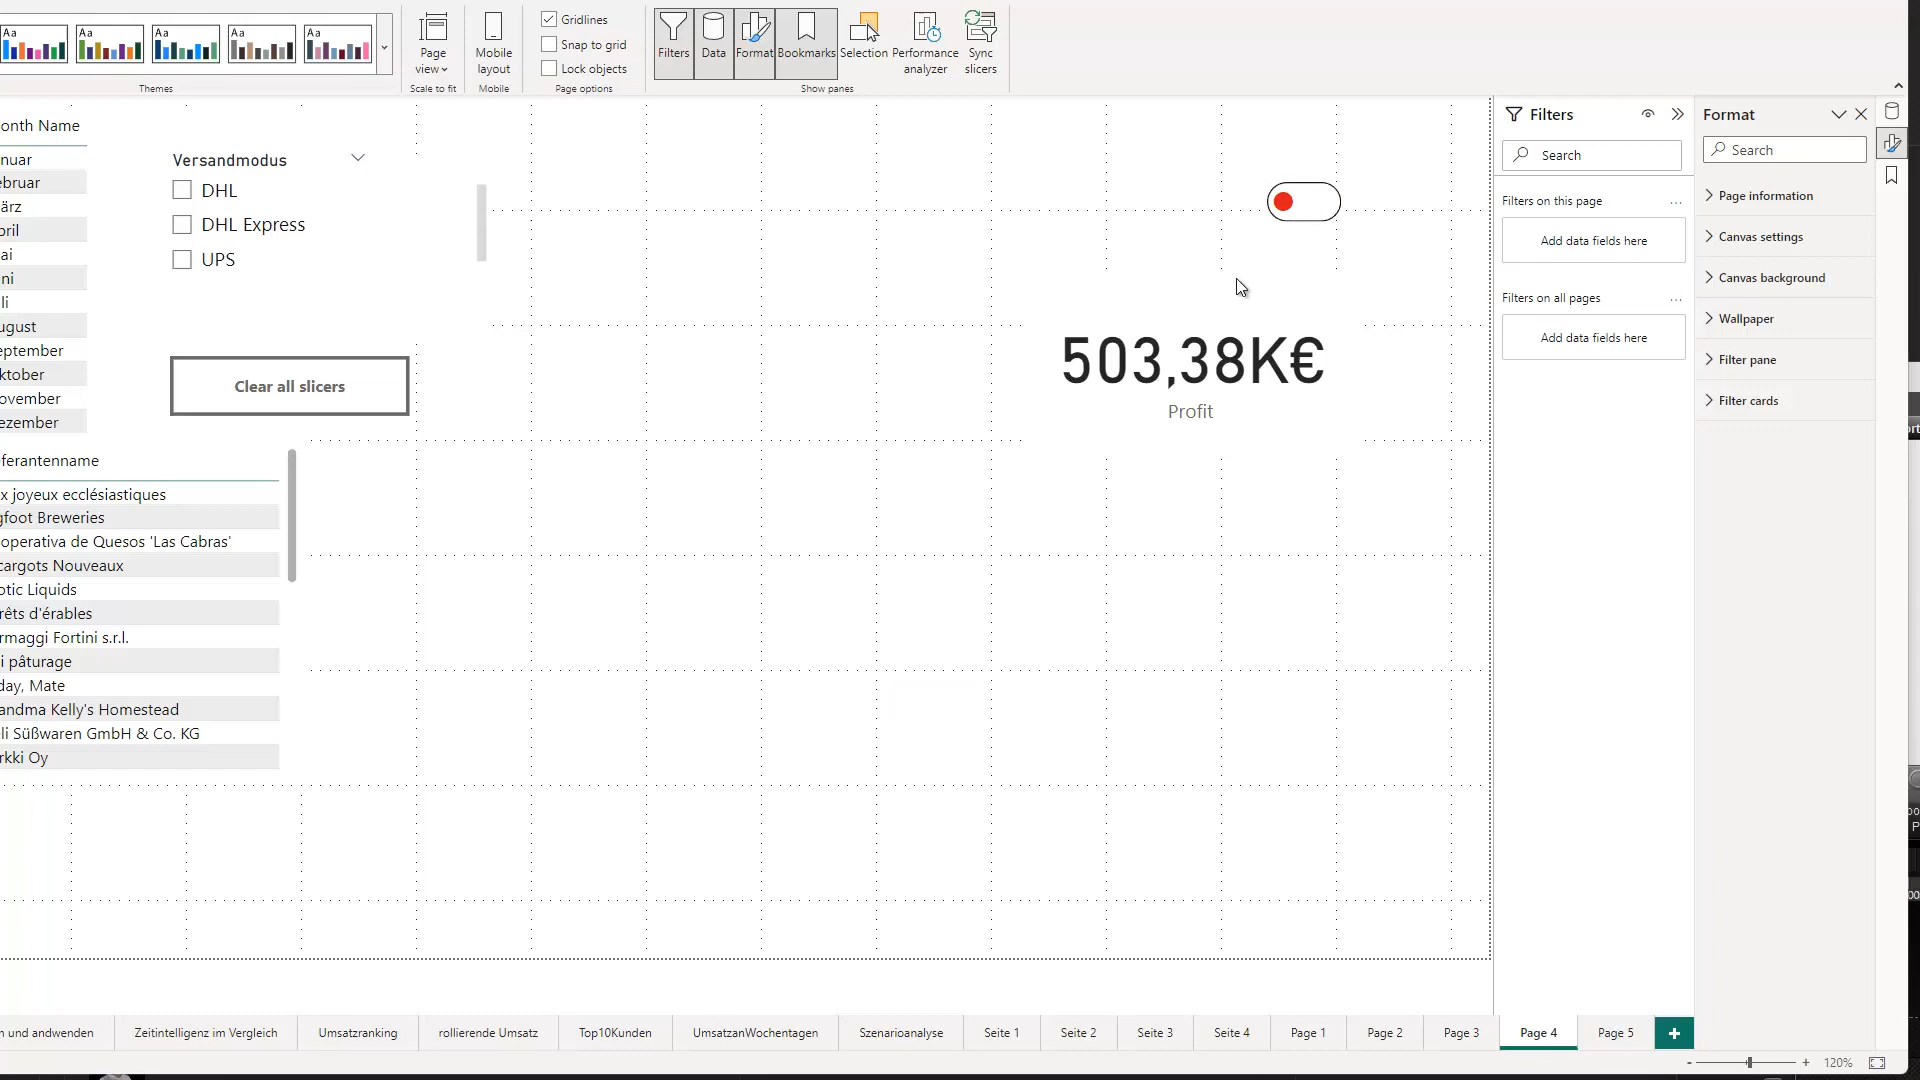 Aa
Aa
Aa
Aa
Aa
Page
view
Mobile
layout
Gridlines
Snap to grid
Lock objects
Filters
Data
Format
Bookmarks
Selection
Performance
analyzer
Sync
slicers
Themes
Scale to fit
Mobile
Page options
Show panes
onth Name
nuar
ebruar
ärz
pril
ai
ni
li
ugust
eptember
ktober
ovember
ezember
Versandmodus
DHL
DHL Express
UPS
Clear all slicers
503,38K€
Profit
eferantenname
x joyeux ecclésiastiques
gfoot Breweries
operativa de Quesos 'Las Cabras'
cargots Nouveaux
otic Liquids
rêts d'érables
rmaggi Fortini s.r.l.
i pâturage
day, Mate
andma Kelly's Homestead
li Süßwaren GmbH & Co. KG
rkki Oy
Filters
Search
Filters on this page
...
Add data fields here
Filters on all pages
...
Add data fields here
Format
Search
Page information
Canvas settings
Canvas background
Wallpaper
Filter pane
Filter cards
n und andwenden
Zeitintelligenz im Vergleich
Umsatzranking
rollierende Umsatz
Top10Kunden
UmsatzanWochentagen
Szenarioanalyse
Seite 1
Seite 2
Seite 3
Seite 4
Page 1
Page 2
Page 3
Page 4
Page 5
+
- + 120%